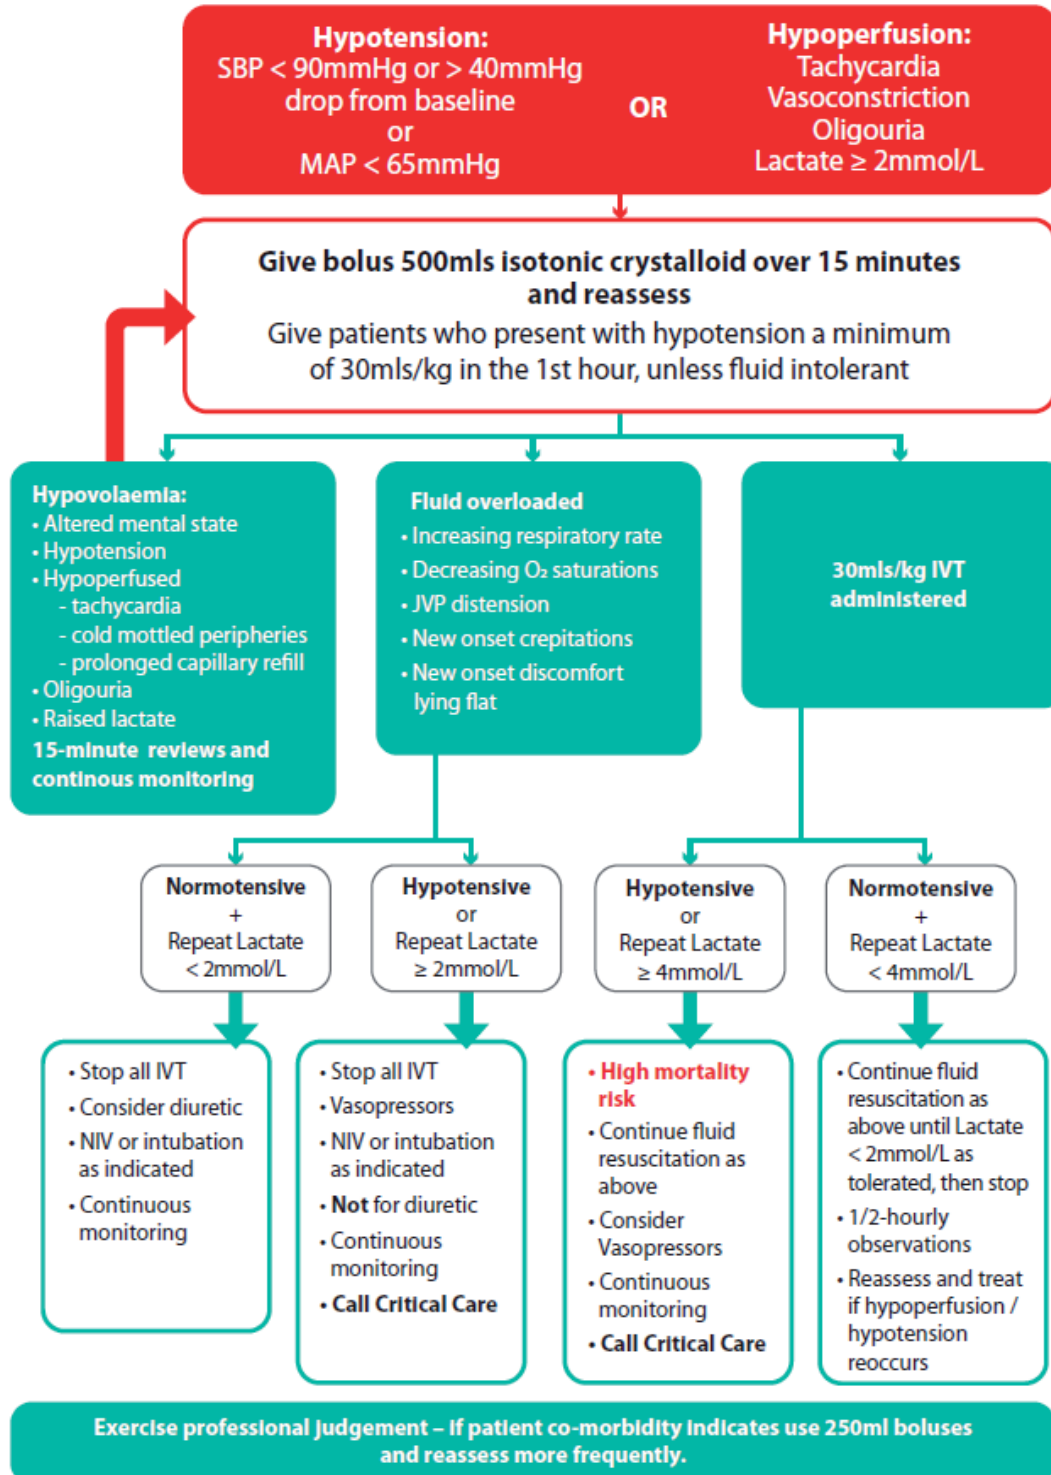 Hypotension:
SBP < 90mmHg or > 40mmHg
drop from baseline
or
MAP < 65mmHg
OR
Hypoperfusion:
Tachycardia
Vasoconstriction
Oligouria
Lactate ≥ 2mmol/L
Give bolus 500mls isotonic crystalloid over 15 minutes
and reassess
Give patients who present with hypotension a minimum
of 30mls/kg in the 1st hour, unless fluid intolerant
Hypovolaemia:
• Altered mental state
• Hypotension
• Hypoperfused
- tachycardia
- cold mottled peripheries
- prolonged capillary refill
• Oligouria
• Raised lactate
15-minute reviews and
continous monitoring
Fluid overloaded
• Increasing respiratory rate
• Decreasing O₂ saturations
• JVP distension
• New onset crepitations
• New onset discomfort
lying flat
30mls/kg IVT
administered
Normotensive
+
Repeat Lactate
< 2mmol/L
Hypotensive
or
Repeat Lactate
≥ 2mmol/L
Hypotensive
or
Repeat Lactate
≥ 4mmol/L
Normotensive
+
Repeat Lactate
< 4mmol/L
• Stop all IVT
• Consider diuretic
• NIV or intubation
as indicated
• Continuous
monitoring
• Stop all IVT
• Vasopressors
• NIV or intubation
as indicated
• Not for diuretic
• Continuous
monitoring
• Call Critical Care
• High mortality
risk
• Continue fluid
resuscitation as
above
• Consider
Vasopressors
• Continuous
monitoring
• Call Critical Care
• Continue fluid
resuscitation as
above until Lactate
< 2mmol/L as
tolerated, then stop
• 1/2-hourly
observations
• Reassess and treat
if hypoperfusion /
hypotension
reoccurs
Exercise professional judgement – if patient co-morbidity indicates use 250ml boluses
and reassess more frequently.